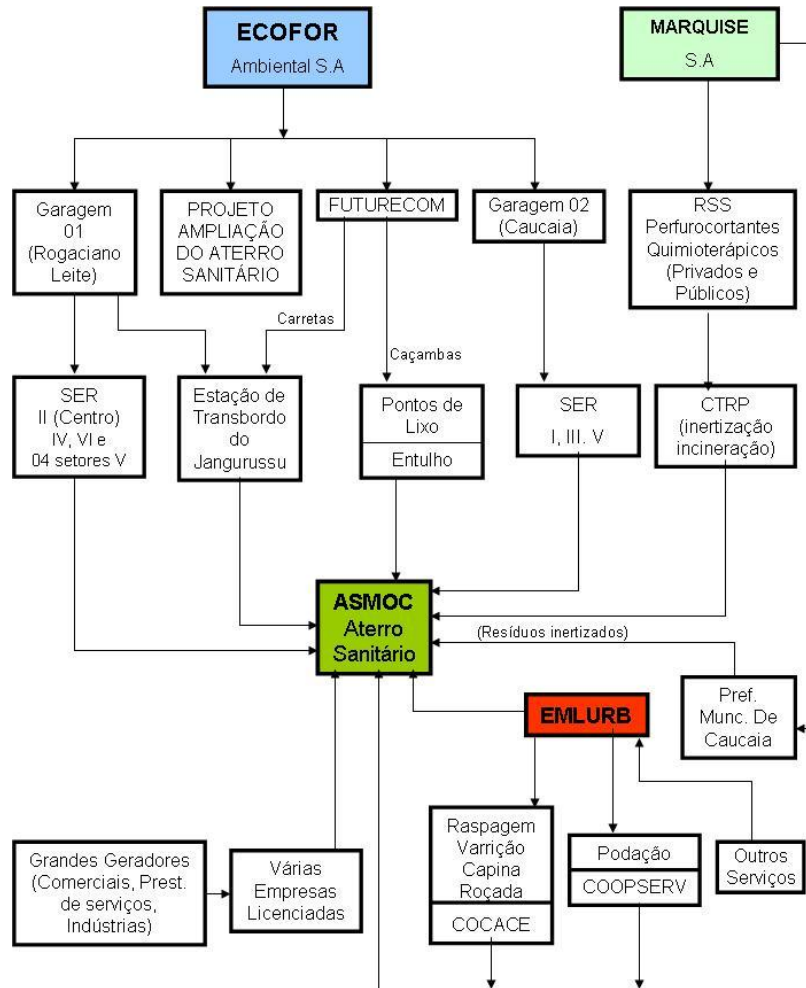 ECOFOR
Ambiental S.A
MARQUISE
S.A
Garagem
01
(Rogaciano
Leite)
PROJETO
AMPLIAÇÃO
DO ATERRO
SANITÁRIO
FUTURECOM
Garagem 02
(Caucaia)
RSS
Perfurocortantes
Quimioterápicos
(Privados e
Públicos)
Carretas
Caçambas
SER
II (Centro)
IV, VI e
04 setores V
Estação de
Transbordo
do
Jangurussu
Pontos de
Lixo
Entulho
SER
I, III. V
CTRP
(inertização
incineração)
ASMOC
Aterro
Sanitário
(Resíduos inertizados)
Pref.
Munc. De
Caucaia
EMLURB
Grandes Geradores
(Comerciais, Prest.
de serviços,
Indústrias)
Várias
Empresas
Licenciadas
Raspagem
Varrição
Capina
Roçada
COCACE
Podação
COOPSERV
Outros
Serviços